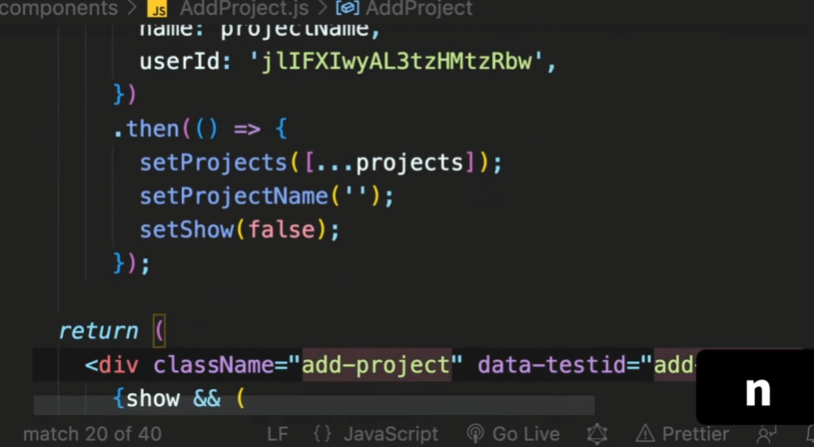 components > JS AddProject.js > AddProject
name: projectName,
userId: 'jlIFXIwyAL3tzHMtzRbw',
})
.then(() => {
setProjects([...projects]);
setProjectName('');
setShow(false);
});
return (
<div className="add-project" data-testid="add-
{show && (
n
match 20 of 40 LF {} JavaScript Go Live Prettier